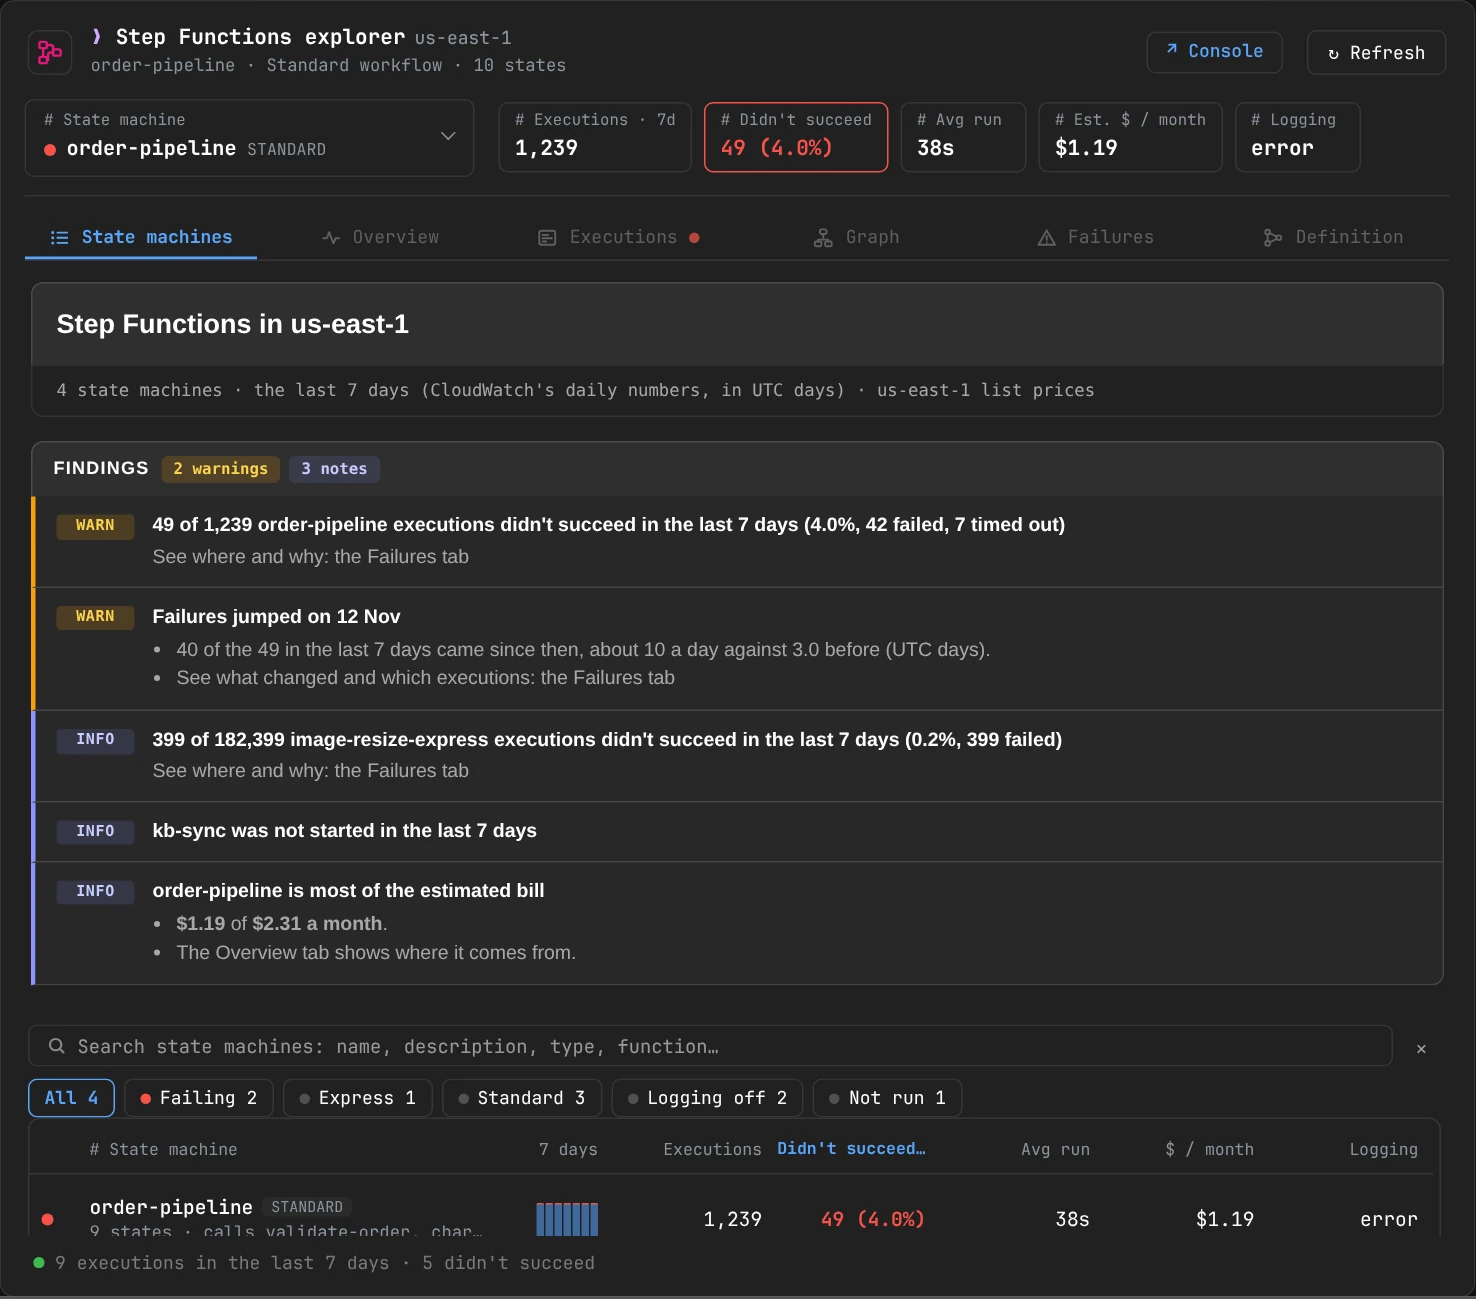 ❯ Step Functions explorer us-east-1
order-pipeline · Standard workflow · 10 states
↗ Console
↻ Refresh
# State machine
order-pipeline STANDARD
# Executions · 7d
1,239
# Didn't succeed
49 (4.0%)
# Avg run
38s
# Est. $ / month
$1.19
# Logging
error
State machines
Overview
Executions
Graph
Failures
Definition
Step Functions in us-east-1
4 state machines · the last 7 days (CloudWatch's daily numbers, in UTC days) · us-east-1 list prices
FINDINGS 2 warnings 3 notes
WARN 49 of 1,239 order-pipeline executions didn't succeed in the last 7 days (4.0%, 42 failed, 7 timed out)
See where and why: the Failures tab
WARN Failures jumped on 12 Nov
• 40 of the 49 in the last 7 days came since then, about 10 a day against 3.0 before (UTC days).
• See what changed and which executions: the Failures tab
INFO 399 of 182,399 image-resize-express executions didn't succeed in the last 7 days (0.2%, 399 failed)
See where and why: the Failures tab
INFO kb-sync was not started in the last 7 days
INFO order-pipeline is most of the estimated bill
• $1.19 of $2.31 a month.
• The Overview tab shows where it comes from.
Search state machines: name, description, type, function…
×
All 4
Failing 2
Express 1
Standard 3
Logging off 2
Not run 1
# State machine 7 days Executions Didn't succeed… Avg run $ / month Logging
order-pipeline STANDARD 1,239 49 (4.0%) 38s $1.19 error
9 states · calls validate-order, char…
9 executions in the last 7 days · 5 didn't succeed